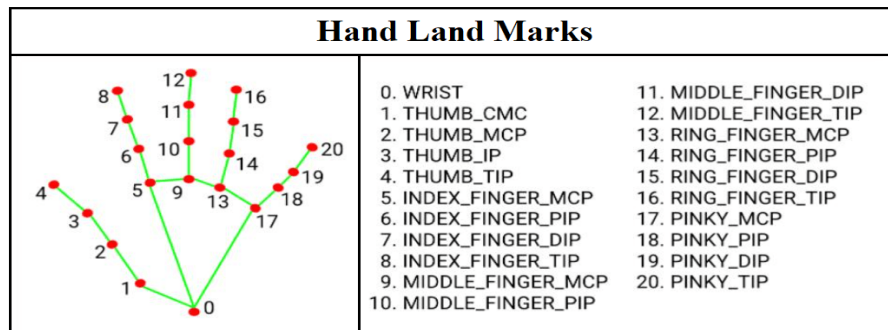 Hand Land Marks
12
8
16
11
7
15
6
10
14
20
4
5
9
19
3
13
18
2
17
1
0
0. WRIST
1. THUMB_CMC
2. THUMB_MCP
3. THUMB_IP
4. THUMB_TIP
5. INDEX_FINGER_MCP
6. INDEX_FINGER_PIP
7. INDEX_FINGER_DIP
8. INDEX_FINGER_TIP
9. MIDDLE_FINGER_MCP
10. MIDDLE_FINGER_PIP
11. MIDDLE_FINGER_DIP
12. MIDDLE_FINGER_TIP
13. RING_FINGER_MCP
14. RING_FINGER_PIP
15. RING_FINGER_DIP
16. RING_FINGER_TIP
17. PINKY_MCP
18. PINKY_PIP
19. PINKY_DIP
20. PINKY_TIP